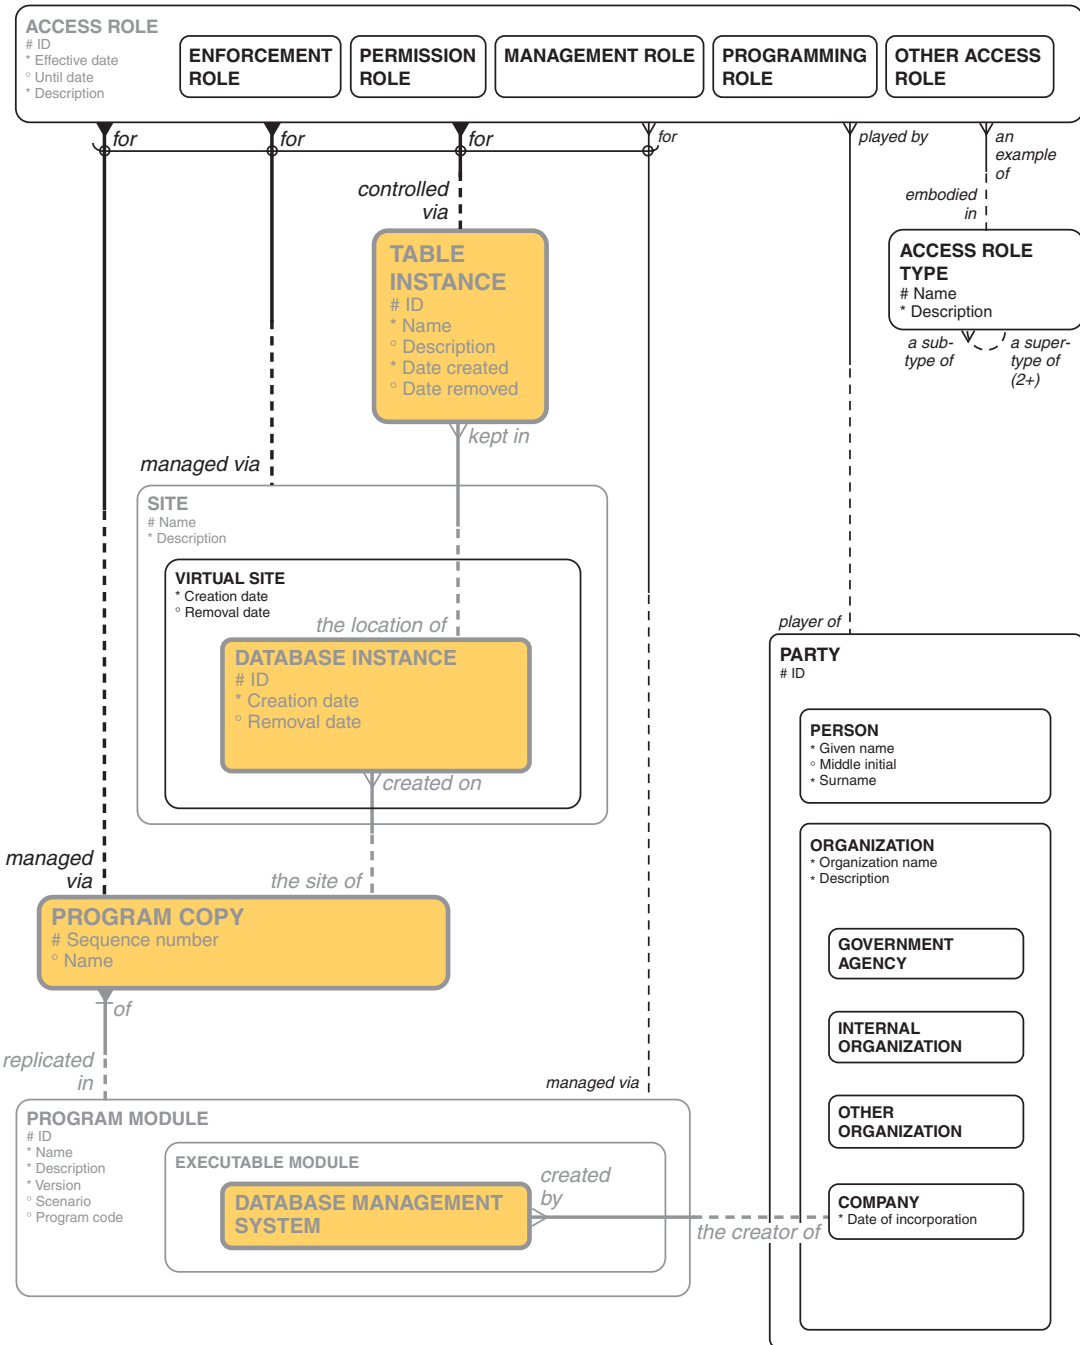 ACCESS ROLE
# ID
* Effective date
° Until date
* Description
ENFORCEMENT
ROLE
PERMISSION
ROLE
MANAGEMENT ROLE
PROGRAMMING
ROLE
OTHER ACCESS
ROLE
for
for
for
for
played by
an
example
of
controlled
via
embodied
in
TABLE
INSTANCE
# ID
* Name
° Description
* Date created
° Date removed
ACCESS ROLE
TYPE
# Name
* Description
a sub-
type of
a super-
type of
(2+)
kept in
managed via
SITE
# Name
* Description
VIRTUAL SITE
* Creation date
° Removal date
the location of
DATABASE INSTANCE
# ID
* Creation date
° Removal date
created on
player of
PARTY
# ID
PERSON
* Given name
° Middle initial
* Surname
ORGANIZATION
* Organization name
* Description
GOVERNMENT
AGENCY
INTERNAL
ORGANIZATION
OTHER
ORGANIZATION
COMPANY
* Date of incorporation
managed
via
the site of
PROGRAM COPY
# Sequence number
° Name
of
replicated
in
managed via
PROGRAM MODULE
# ID
* Name
* Description
* Version
° Scenario
° Program code
EXECUTABLE MODULE
DATABASE MANAGEMENT
SYSTEM
created
by
the creator of